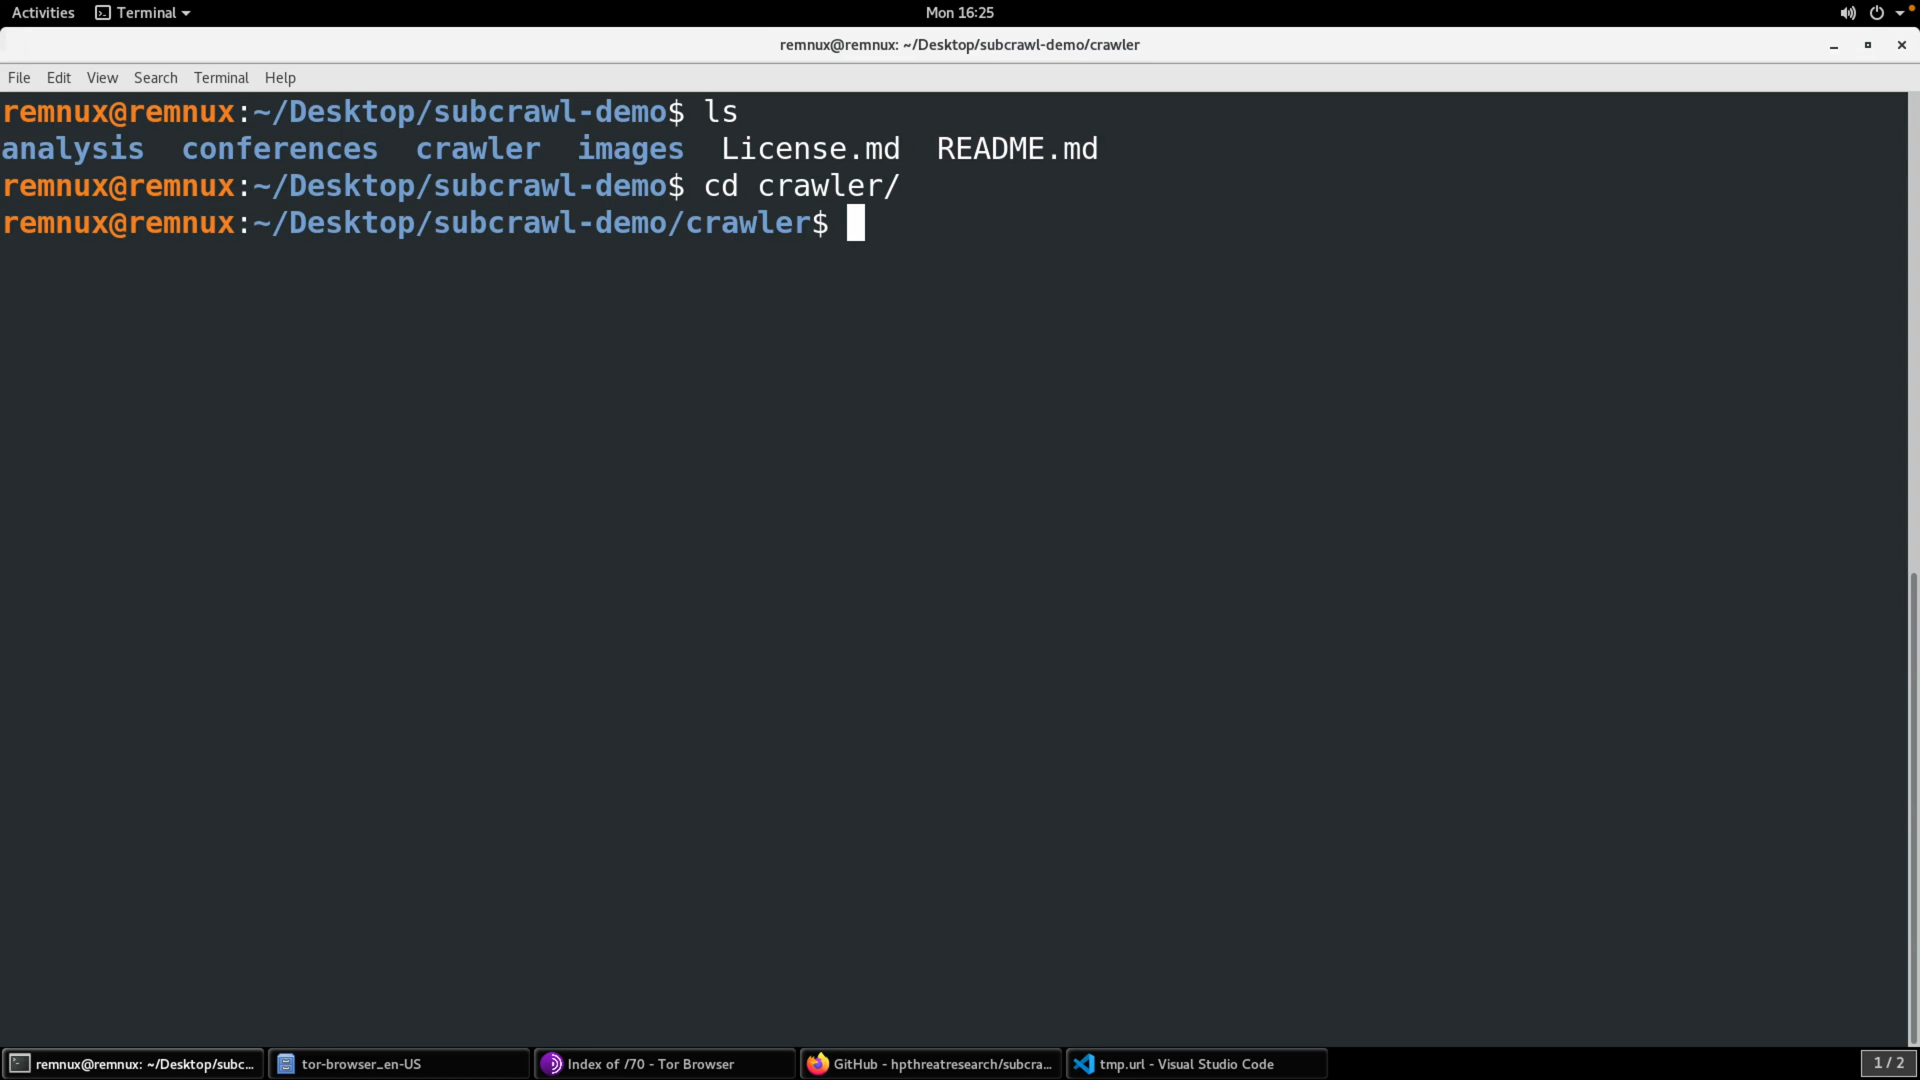 Activities Terminal Mon 16:25
remnux@remnux: ~/Desktop/subcrawl-demo/crawler
File Edit View Search Terminal Help
remnux@remnux:~/Desktop/subcrawl-demo$ ls
analysis conferences crawler images License.md README.md
remnux@remnux:~/Desktop/subcrawl-demo$ cd crawler/
remnux@remnux:~/Desktop/subcrawl-demo/crawler$
remnux@remnux: ~/Desktop/subc... tor-browser_en-US Index of /70 - Tor Browser GitHub - hpthreatresearch/subcra... tmp.url - Visual Studio Code 1 / 2